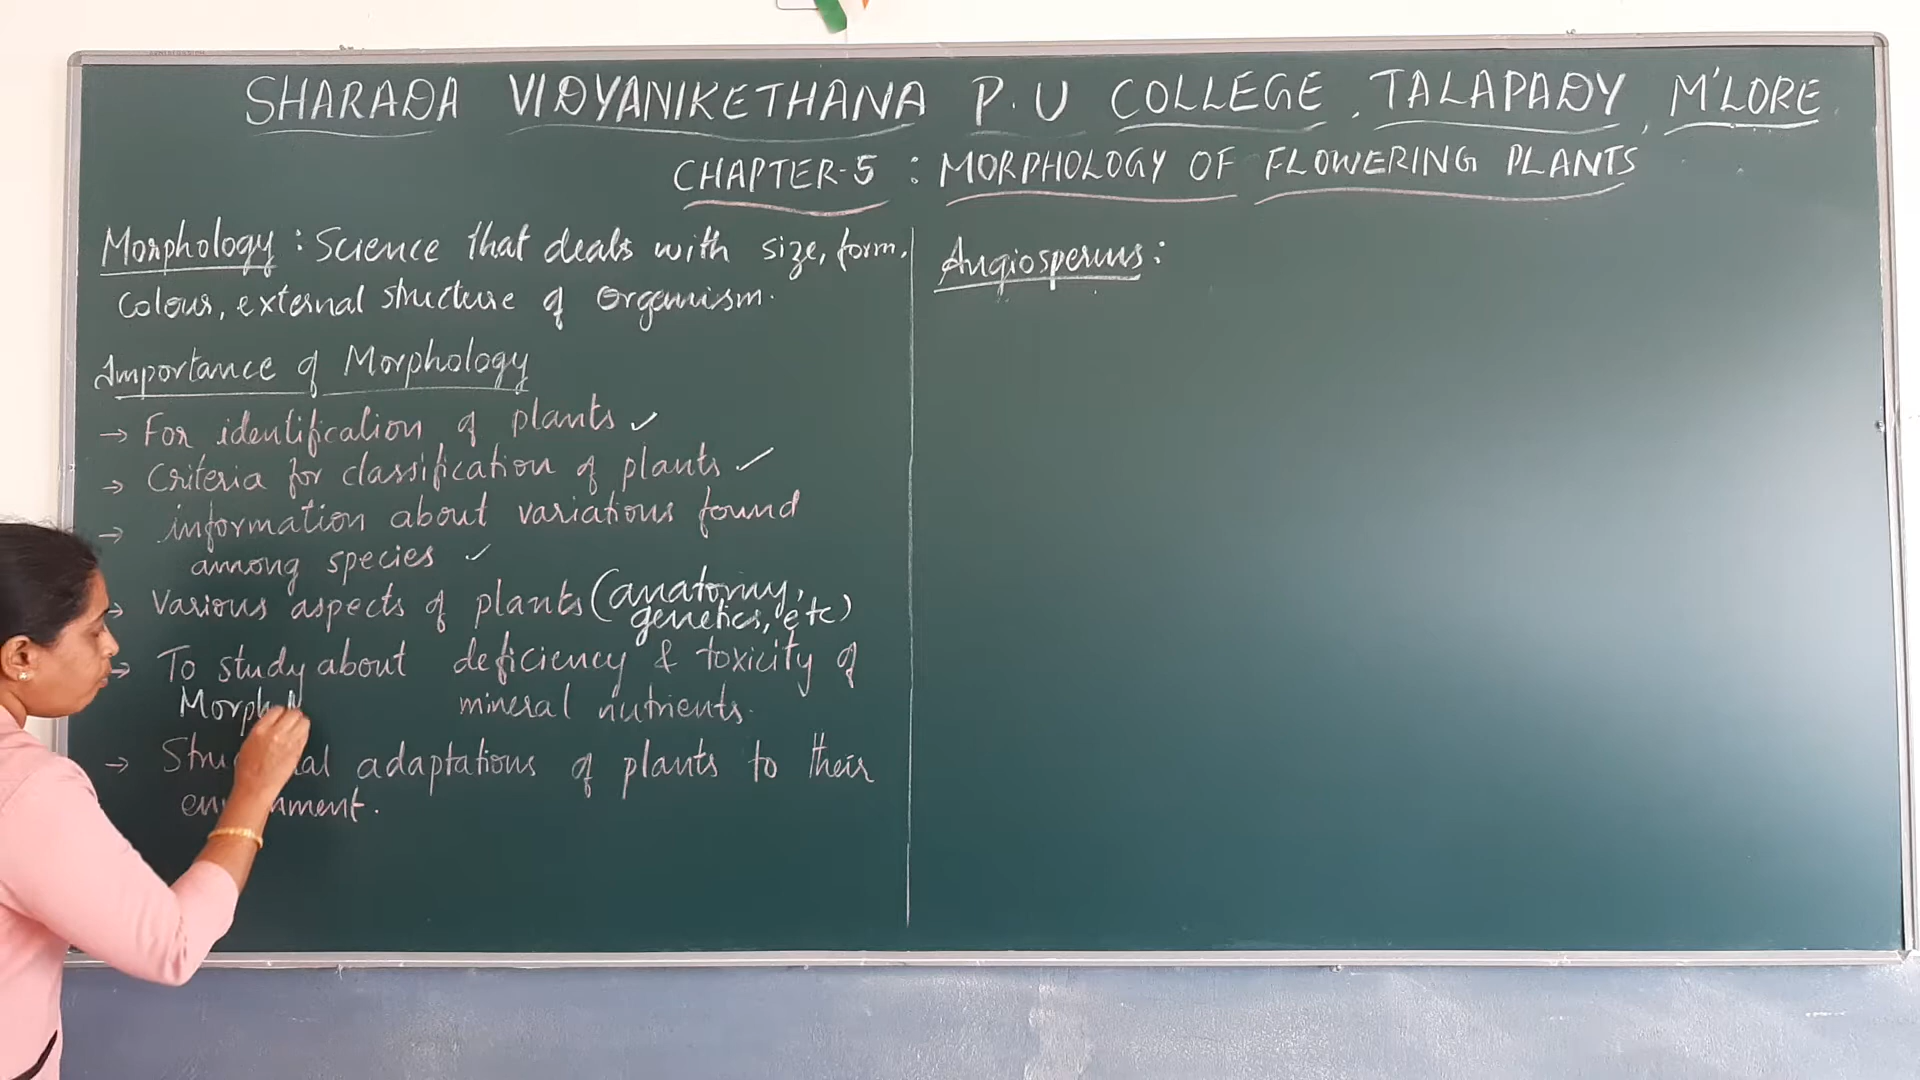 SHARADA VIDYANIKETHANA P.U COLLEGE, TALAPADY, M'LORE
CHAPTER-5 : MORPHOLOGY OF FLOWERING PLANTS
Morphology : Science that deals with size, form,
Colour, external structure of Organism.
Importance of Morphology
→ For identification of plants ✓
→ Criteria for classification of plants ✓
→ information about variations found
among species ✓
→ Various aspects of plants (anatomy,
genetics, etc)
→ To study about deficiency & toxicity of
Morph mineral nutrients.
→ adaptations of plants to their
Angiosperms :